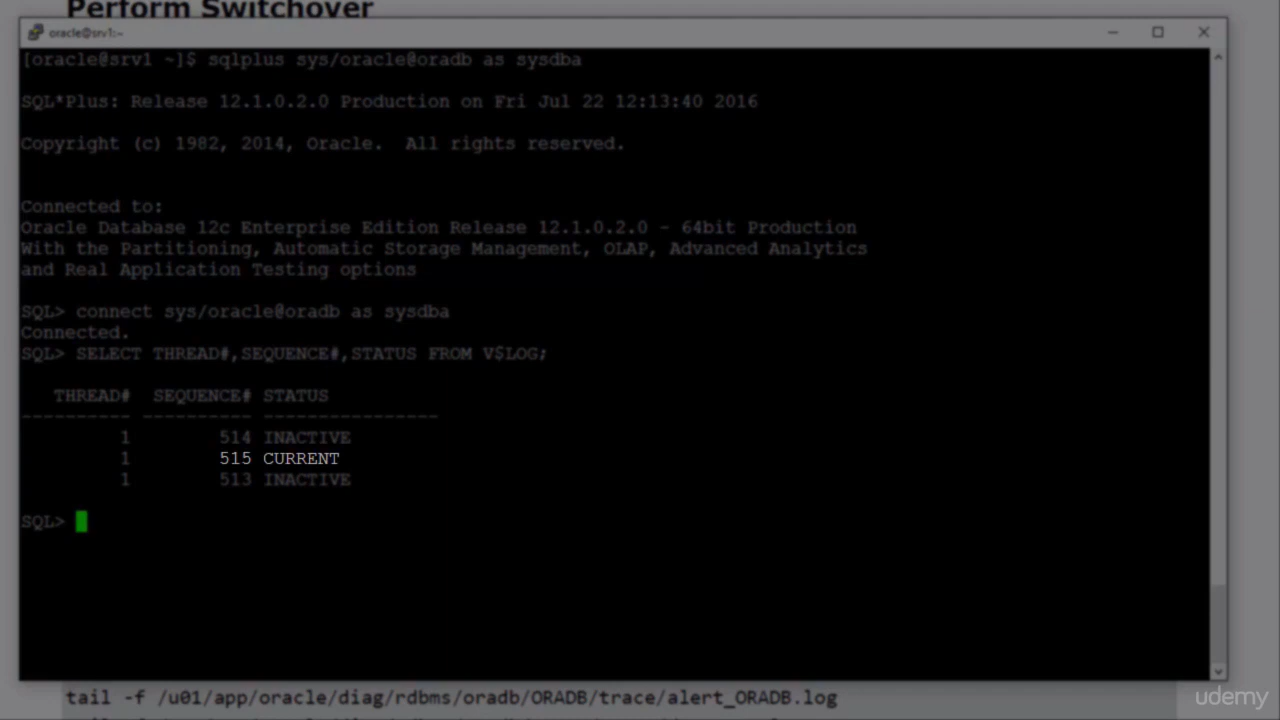 Perform Switchover
oracle@srv1:~
[oracle@srv1 ~]$ sqlplus sys/oracle@oradb as sysdba
SQL*Plus: Release 12.1.0.2.0 Production on Fri Jul 22 12:13:40 2016
Copyright (c) 1982, 2014, Oracle.  All rights reserved.
Connected to:
Oracle Database 12c Enterprise Edition Release 12.1.0.2.0 - 64bit Production
With the Partitioning, Automatic Storage Management, OLAP, Advanced Analytics
and Real Application Testing options
SQL> connect sys/oracle@oradb as sysdba
Connected.
SQL> SELECT THREAD#,SEQUENCE#,STATUS FROM V$LOG;
THREAD# SEQUENCE# STATUS
---------- ---------- ----------------
1 514 INACTIVE
1 515 CURRENT
1 513 INACTIVE
SQL>
tail -f /u01/app/oracle/diag/rdbms/oradb/ORADB/trace/alert_ORADB.log
udemy